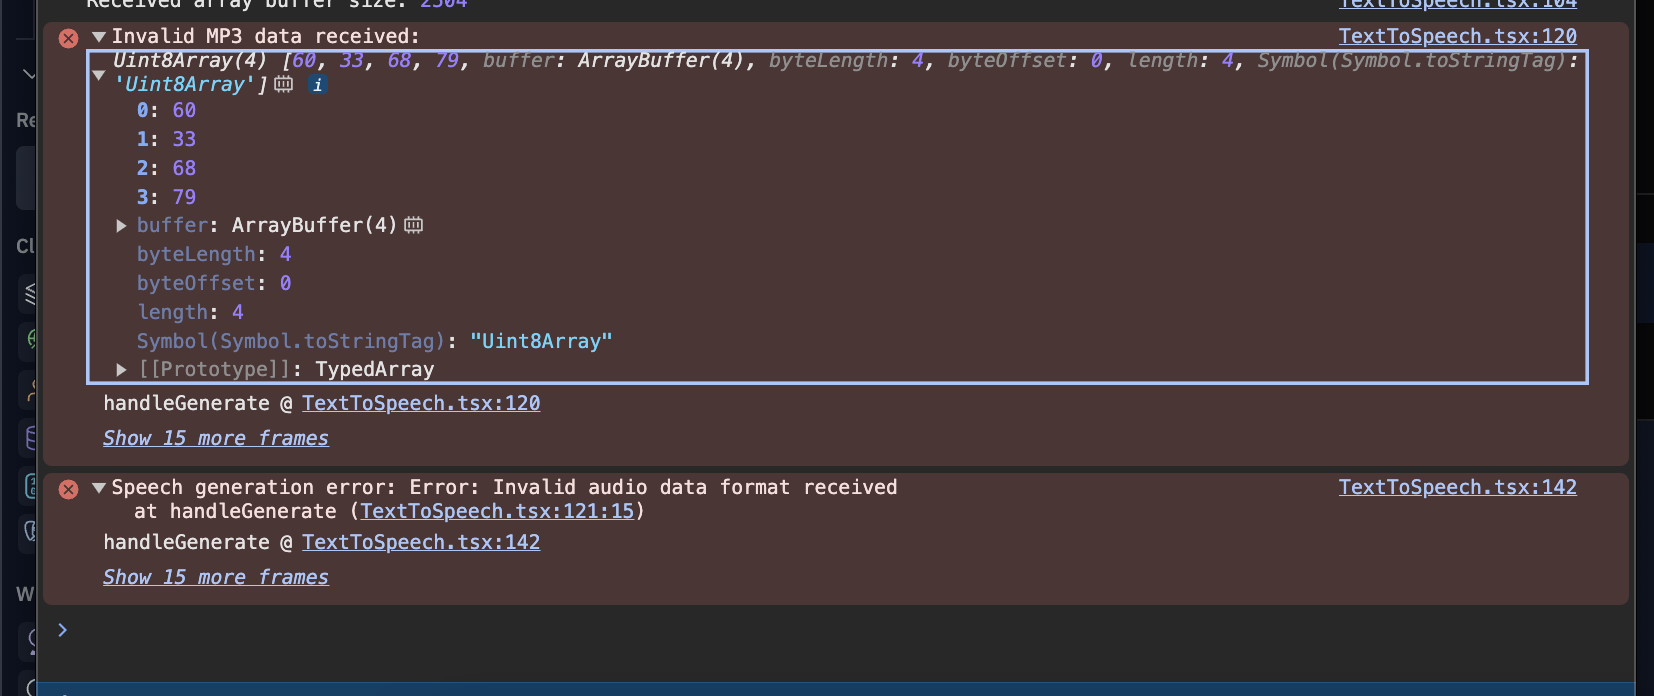 Received array buffer size: 2304 TextToSpeech.tsx:104
Invalid MP3 data received: TextToSpeech.tsx:120
Uint8Array(4) [60, 33, 68, 79, buffer: ArrayBuffer(4), byteLength: 4, byteOffset: 0, length: 4, Symbol(Symbol.toStringTag):
'Uint8Array'] i
0: 60
1: 33
Re
2: 68
3: 79
buffer: ArrayBuffer(4)
Cl
byteLength: 4
byteOffset: 0
length: 4
Symbol(Symbol.toStringTag): "Uint8Array"
[[Prototype]]: TypedArray
handleGenerate @ TextToSpeech.tsx:120
Show 15 more frames
Speech generation error: Error: Invalid audio data format received TextToSpeech.tsx:142
at handleGenerate (TextToSpeech.tsx:121:15)
handleGenerate @ TextToSpeech.tsx:142
Show 15 more frames
W